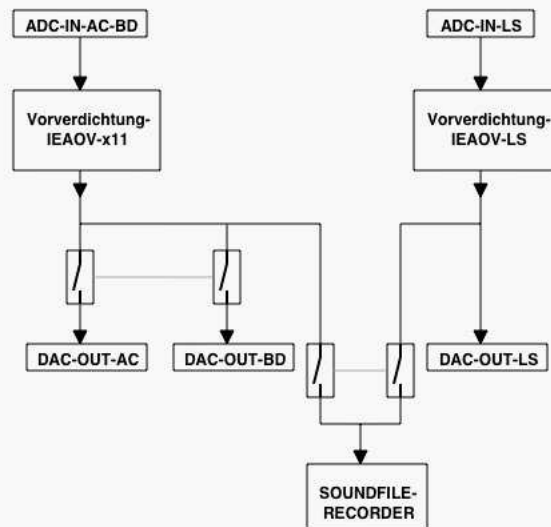 ADC-IN-AC-BD
ADC-IN-LS
Vorverdichtung-
IEAOV-x11
Vorverdichtung-
IEAOV-LS
DAC-OUT-AC
DAC-OUT-BD
DAC-OUT-LS
SOUNDFILE-
RECORDER